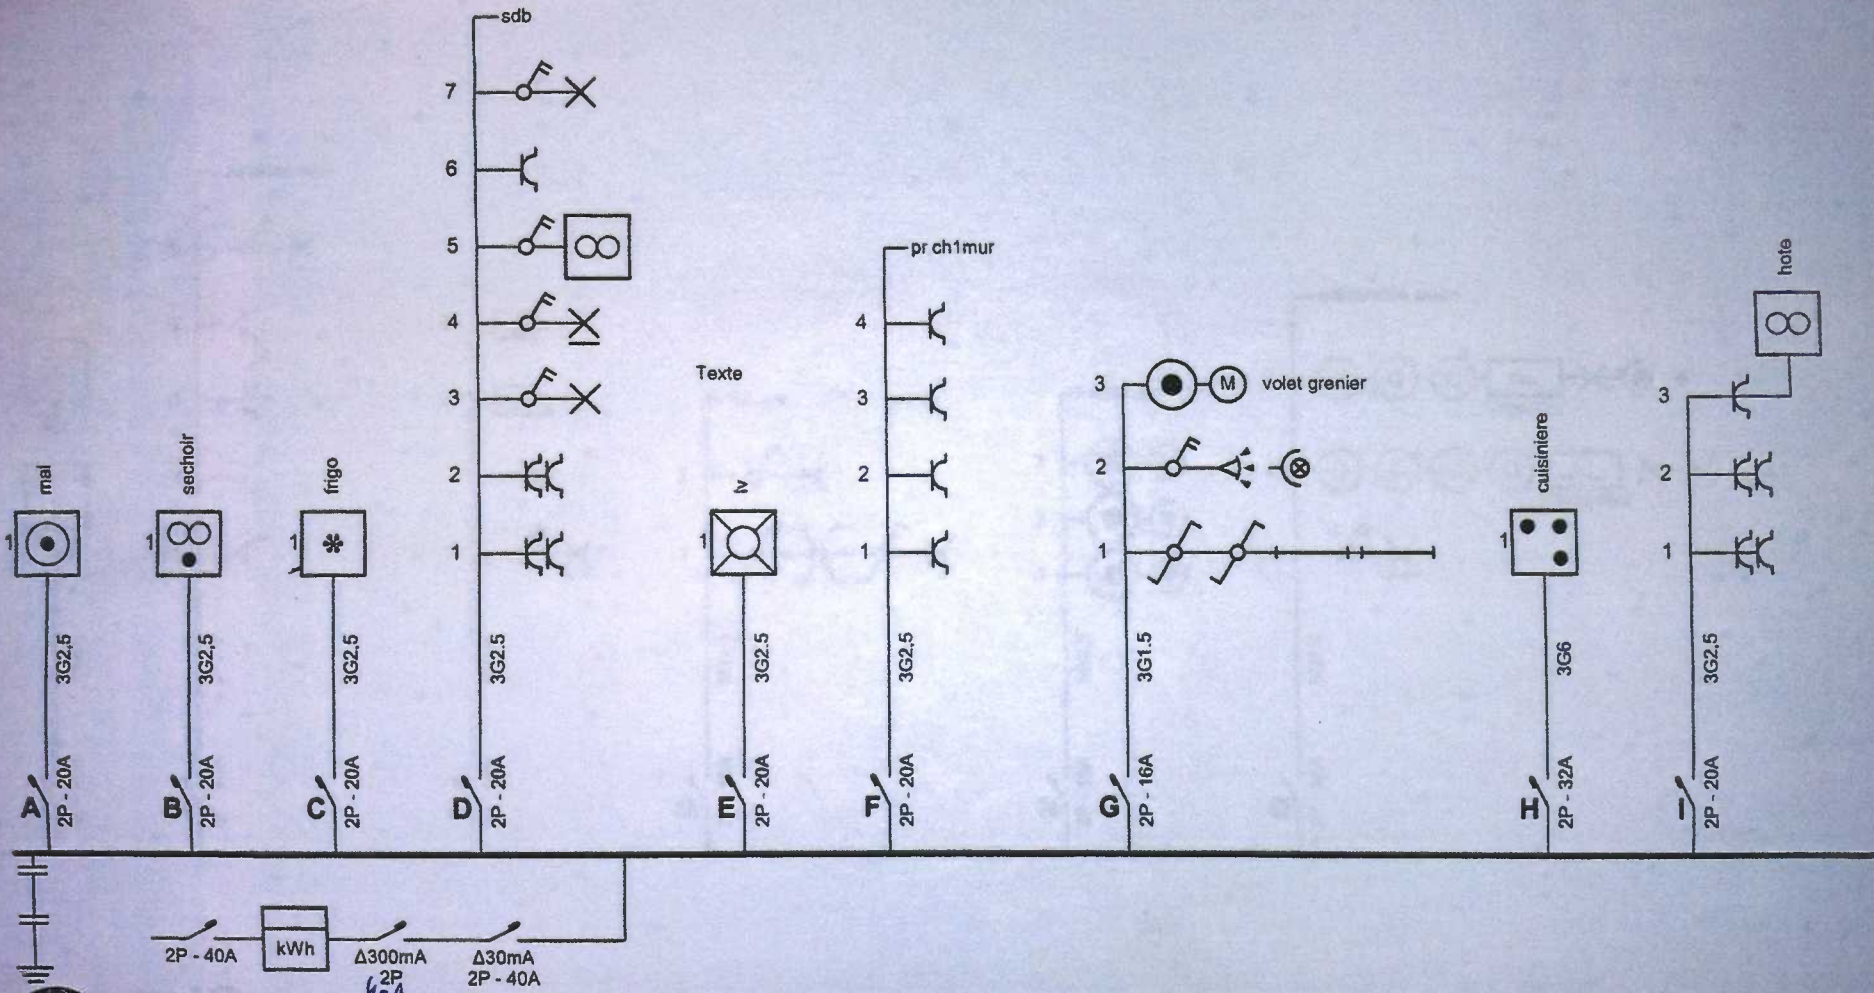 sdb
7
6
5
4
3
2
1
mal
1
sechoir
1
frigo
1
Texte
lv
1
pr ch1mur
4
3
2
1
3 M volet grenier
2
1
cuisiniere
1
hote
3
2
1
3G2,5
3G2,5
3G2,5
3G2.5
3G2.5
3G2,5
3G1.5
3G6
3G2,5
A 2P - 20A
B 2P - 20A
C 2P - 20A
D 2P - 20A
E 2P - 20A
F 2P - 20A
G 2P - 16A
H 2P - 32A
I 2P - 20A
2P - 40A
kWh
Δ300mA
2P
Δ30mA
2P - 40A